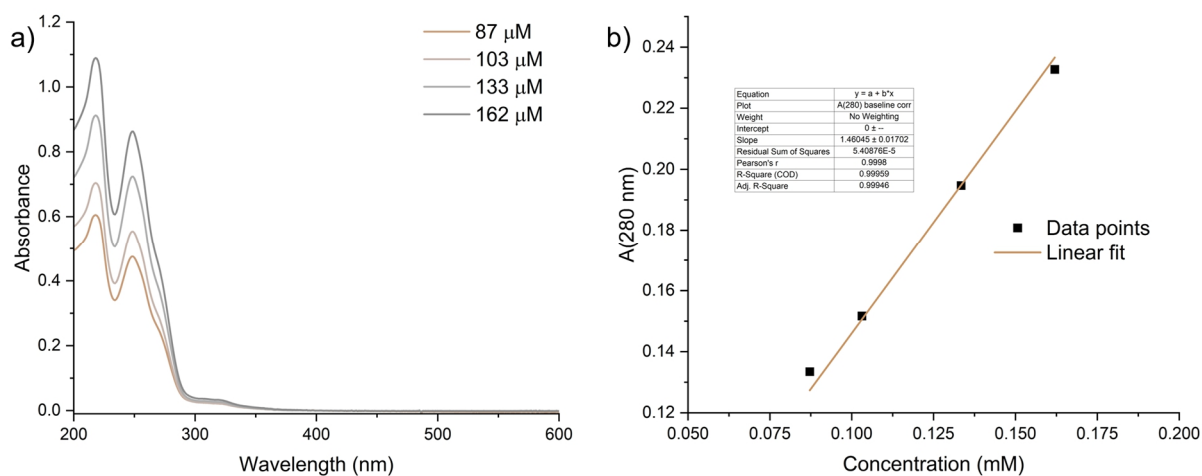 a)
1.2
1.0
0.8
0.6
0.4
0.2
0.0
Absorbance
200
300
400
500
600
Wavelength (nm)
87 μM
103 μM
133 μM
162 μM
b)
0.24
0.22
0.20
0.18
0.16
0.14
0.12
A(280 nm)
0.050
0.075
0.100
0.125
0.150
0.175
0.200
Concentration (mM)
Equation y = a + b*x
Plot A(280) baseline corr
Weight No Weighting
Intercept 0 ± --
Slope 1.46045 ± 0.01702
Residual Sum of Squares 5.40876E-5
Pearson's r 0.9998
R-Square (COD) 0.99959
Adj. R-Square 0.99946
Data points
Linear fit